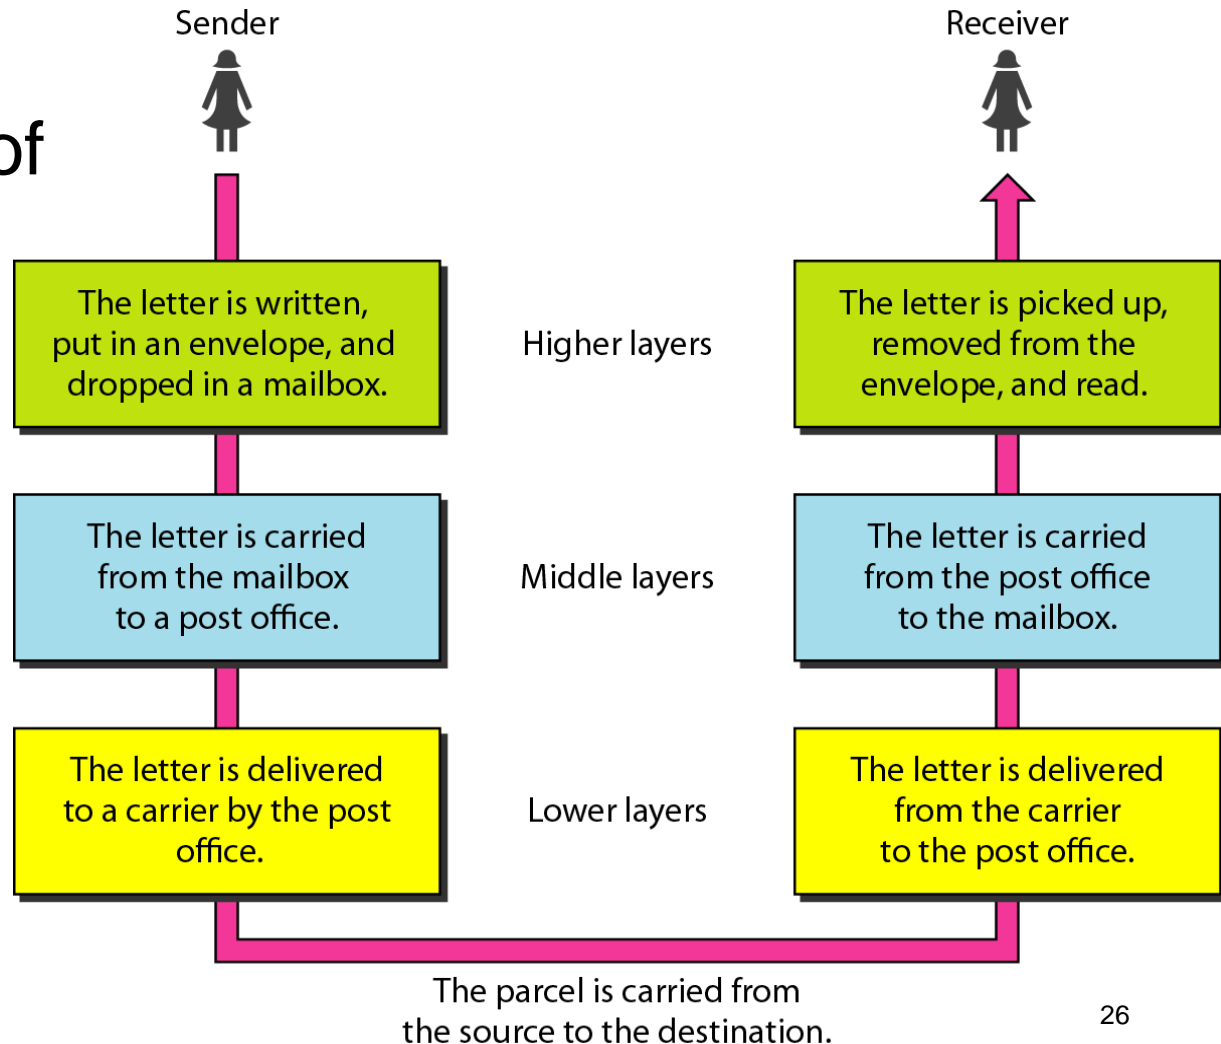 Sender
Receiver
of
The letter is written,
put in an envelope, and
dropped in a mailbox.
Higher layers
The letter is picked up,
removed from the
envelope, and read.
The letter is carried
from the mailbox
to a post office.
Middle layers
The letter is carried
from the post office
to the mailbox.
The letter is delivered
to a carrier by the post
office.
Lower layers
The letter is delivered
from the carrier
to the post office.
The parcel is carried from
the source to the destination.
26